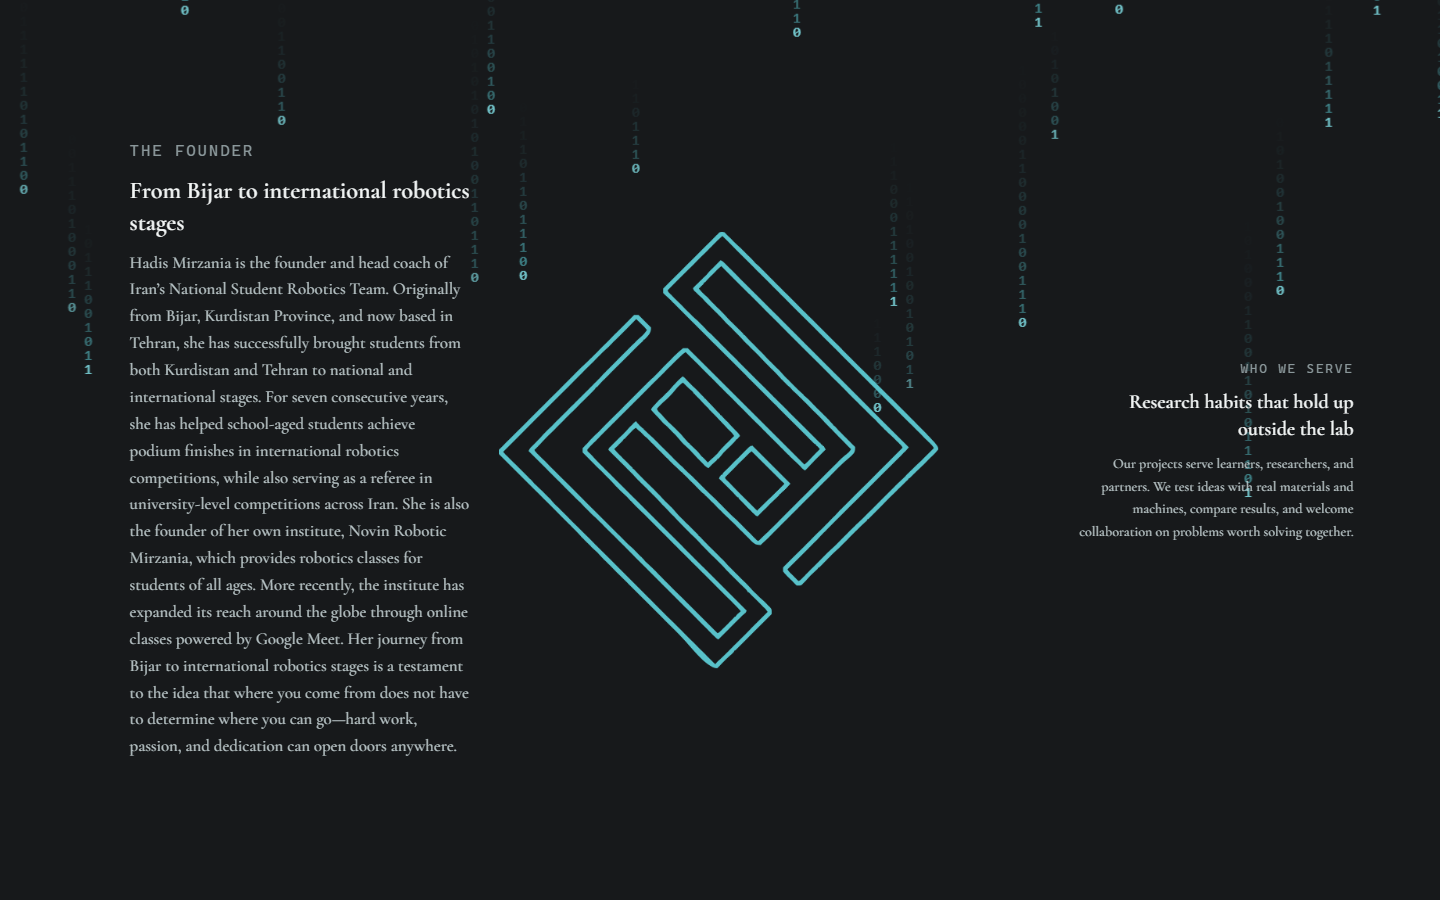 THE FOUNDER
From Bijar to international robotics
stages
Hadis Mirzania is the founder and head coach of
Iran’s National Student Robotics Team. Originally
from Bijar, Kurdistan Province, and now based in
Tehran, she has successfully brought students from
both Kurdistan and Tehran to national and
international stages. For seven consecutive years,
she has helped school-aged students achieve
podium finishes in international robotics
competitions, while also serving as a referee in
university-level competitions across Iran. She is also
the founder of her own institute, Novin Robotic
Mirzania, which provides robotics classes for
students of all ages. More recently, the institute has
expanded its reach around the globe through online
classes powered by Google Meet. Her journey from
Bijar to international robotics stages is a testament
to the idea that where you come from does not have
to determine where you can go—hard work,
passion, and dedication can open doors anywhere.
WHO WE SERVE
Research habits that hold up
outside the lab
Our projects serve learners, researchers, and
partners. We test ideas with real materials and
machines, compare results, and welcome
collaboration on problems worth solving together.